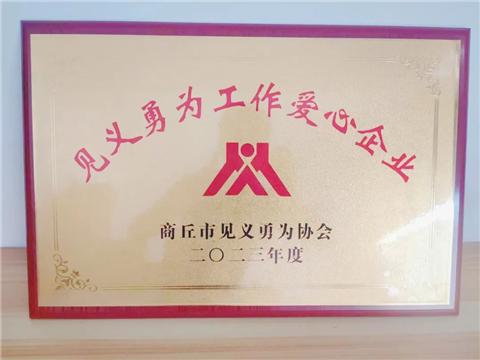 见义勇为工作爱心企业
商丘市见义勇为协会
二〇二三年度